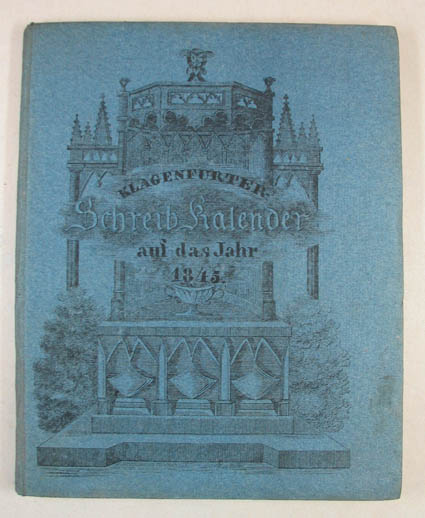 KLAGENFURTER
Schreib Kalender
auf das Jahr
1845.